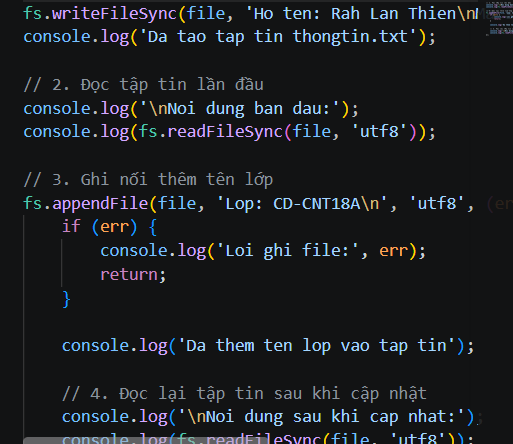 fs.writeFileSync(file, 'Ho ten: Rah Lan Thien\n
console.log('Da tao tap tin thongtin.txt');
// 2. Đọc tập tin lần đầu
console.log('\nNoi dung ban dau:');
console.log(fs.readFileSync(file, 'utf8'));
// 3. Ghi nối thêm tên lớp
fs.appendFile(file, 'Lop: CD-CNT18A\n', 'utf8', (er
if (err) {
console.log('Loi ghi file:', err);
return;
}
console.log('Da them ten lop vao tap tin');
// 4. Đọc lại tập tin sau khi cập nhật
console.log('\nNoi dung sau khi cap nhat:');
console.log(fs.readFileSync(file, 'utf8'));